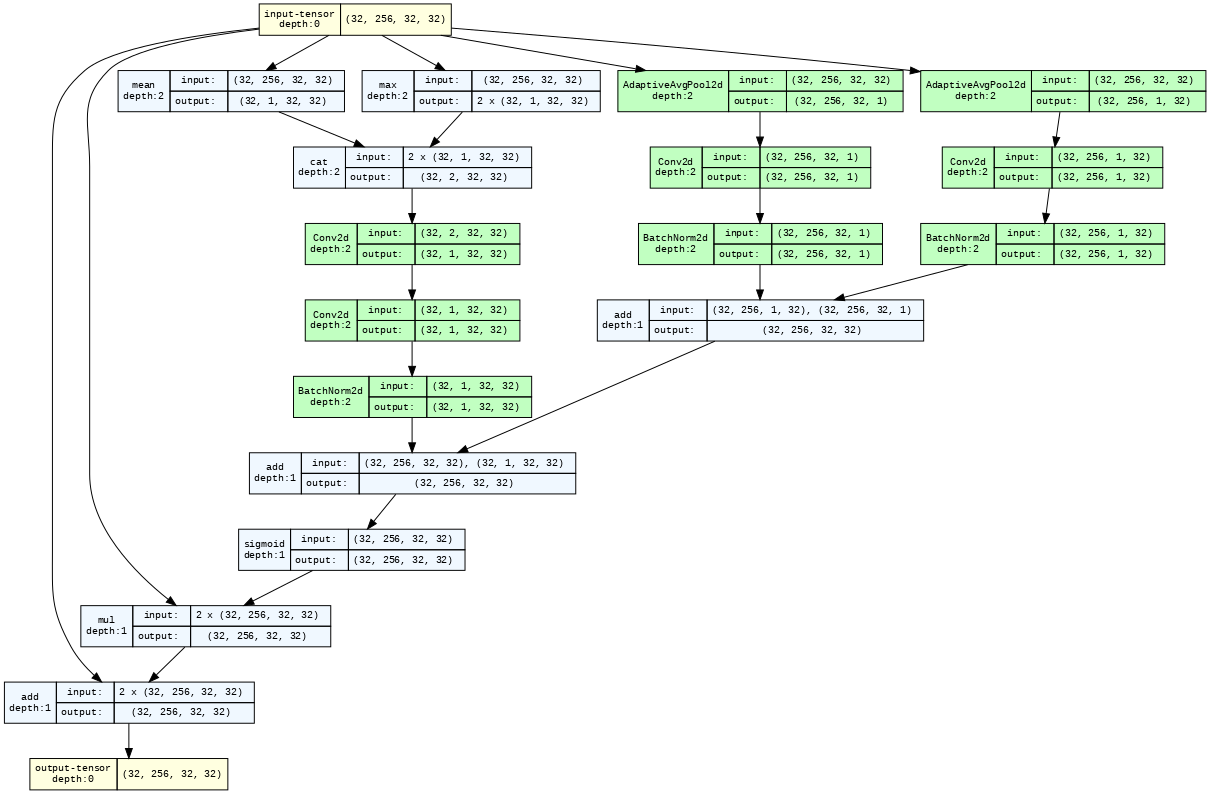 input-tensor
depth:0
(32, 256, 32, 32)
mean
depth:2
input:
(32, 256, 32, 32)
output:
(32, 1, 32, 32)
max
depth:2
input:
(32, 256, 32, 32)
output:
2 x (32, 1, 32, 32)
AdaptiveAvgPool2d
depth:2
input:
(32, 256, 32, 32)
output:
(32, 256, 32, 1)
AdaptiveAvgPool2d
depth:2
input:
(32, 256, 32, 32)
output:
(32, 256, 1, 32)
cat
depth:2
input:
2 x (32, 1, 32, 32)
output:
(32, 2, 32, 32)
Conv2d
depth:2
input:
(32, 256, 32, 1)
output:
(32, 256, 32, 1)
Conv2d
depth:2
input:
(32, 256, 1, 32)
output:
(32, 256, 1, 32)
Conv2d
depth:2
input:
(32, 2, 32, 32)
output:
(32, 1, 32, 32)
BatchNorm2d
depth:2
input:
(32, 256, 32, 1)
output:
(32, 256, 32, 1)
BatchNorm2d
depth:2
input:
(32, 256, 1, 32)
output:
(32, 256, 1, 32)
Conv2d
depth:2
input:
(32, 1, 32, 32)
output:
(32, 1, 32, 32)
add
depth:1
input:
(32, 256, 1, 32), (32, 256, 32, 1)
output:
(32, 256, 32, 32)
BatchNorm2d
depth:2
input:
(32, 1, 32, 32)
output:
(32, 1, 32, 32)
add
depth:1
input:
(32, 256, 32, 32), (32, 1, 32, 32)
output:
(32, 256, 32, 32)
sigmoid
depth:1
input:
(32, 256, 32, 32)
output:
(32, 256, 32, 32)
mul
depth:1
input:
2 x (32, 256, 32, 32)
output:
(32, 256, 32, 32)
add
depth:1
input:
2 x (32, 256, 32, 32)
output:
(32, 256, 32, 32)
output-tensor
depth:0
(32, 256, 32, 32)